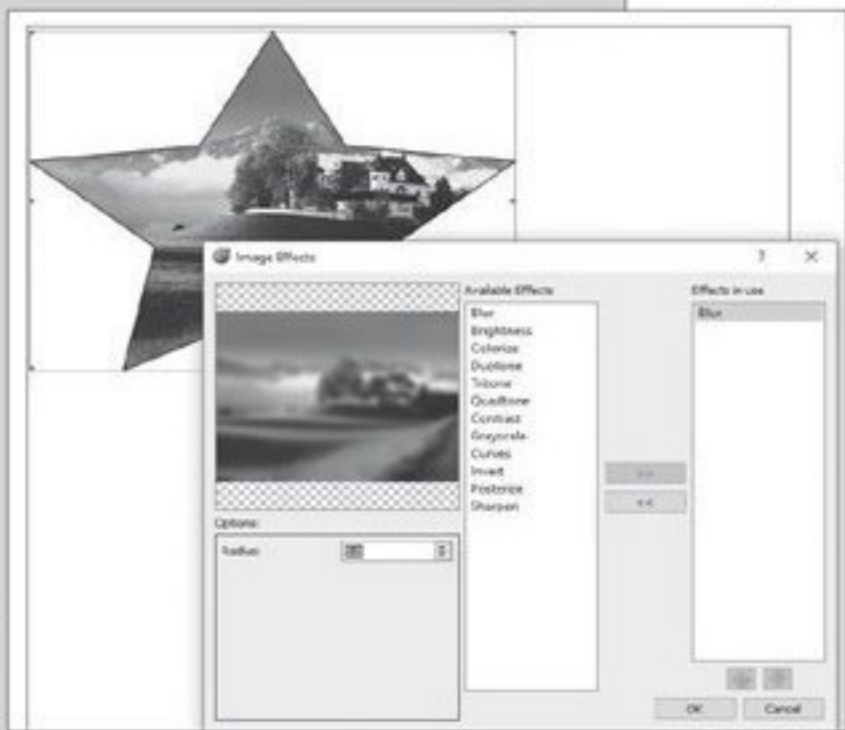 Image Effects
? 
Available Effects
Effects in use
Blur
Brightness
Colorize
Duotone
Tritone
Quadtone
Contrast
Grayscale
Curves
Invert
Posterize
Sharpen
Blur
>>
<<
Options:
Radius:
OK
Cancel